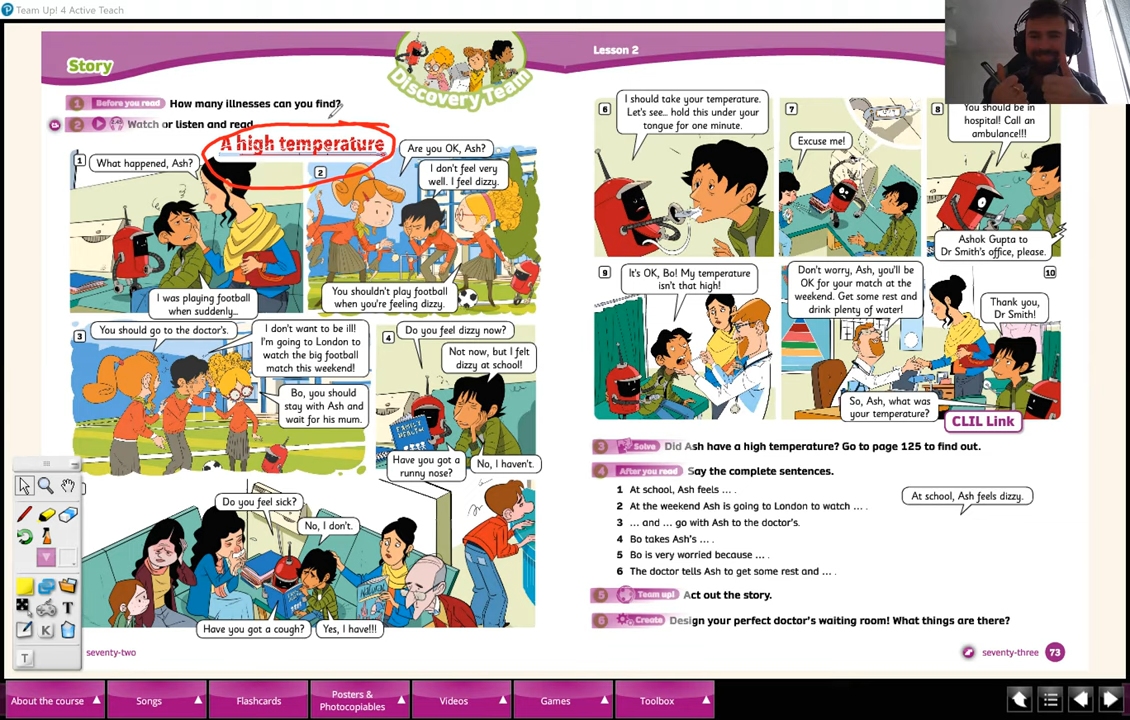 Team Up! 4 Active Teach
Story
Discovery Team
1 Before you read How many illnesses can you find?
2 Watch or listen and read.
A high temperature
1
What happened, Ash?
I was playing football
when suddenly...
2
Are you OK, Ash?
I don't feel very
well. I feel dizzy.
You shouldn't play football
when you're feeling dizzy.
3
You should go to the doctor's.
I don't want to be ill!
I'm going to London to
watch the big football
match this weekend!
Bo, you should
stay with Ash and
wait for his mum.
4
Do you feel dizzy now?
Not now, but I felt
dizzy at school!
FAMILY
HEALTH
Have you got a
runny nose?
No, I haven't.
Do you feel sick?
No, I don't.
Have you got a cough?
Yes, I have!!!
seventy-two
Lesson 2
6
I should take your temperature.
Let's see... hold this under your
tongue for one minute.
7
Excuse me!
8
You should be in
hospital! Call an
ambulance!!!
Ashok Gupta to
Dr Smith's office, please.
9
It's OK, Bo! My temperature
isn't that high!
10
Don't worry, Ash, you'll be
OK for your match at the
weekend. Get some rest and
drink plenty of water!
Thank you,
Dr Smith!
So, Ash, what was
your temperature?
CLIL Link
3 Solve Did Ash have a high temperature? Go to page 125 to find out.
4 After you read Say the complete sentences.
1 At school, Ash feels ... .
2 At the weekend Ash is going to London to watch ... .
3 ... and ... go with Ash to the doctor's.
4 Bo takes Ash's ... .
5 Bo is very worried because ... .
6 The doctor tells Ash to get some rest and ... .
At school, Ash feels dizzy.
5 Team up! Act out the story.
6 Create Design your perfect doctor's waiting room! What things are there?
seventy-three 73
T
K
T
About the course
Songs
Flashcards
Posters &
Photocopiables
Videos
Games
Toolbox